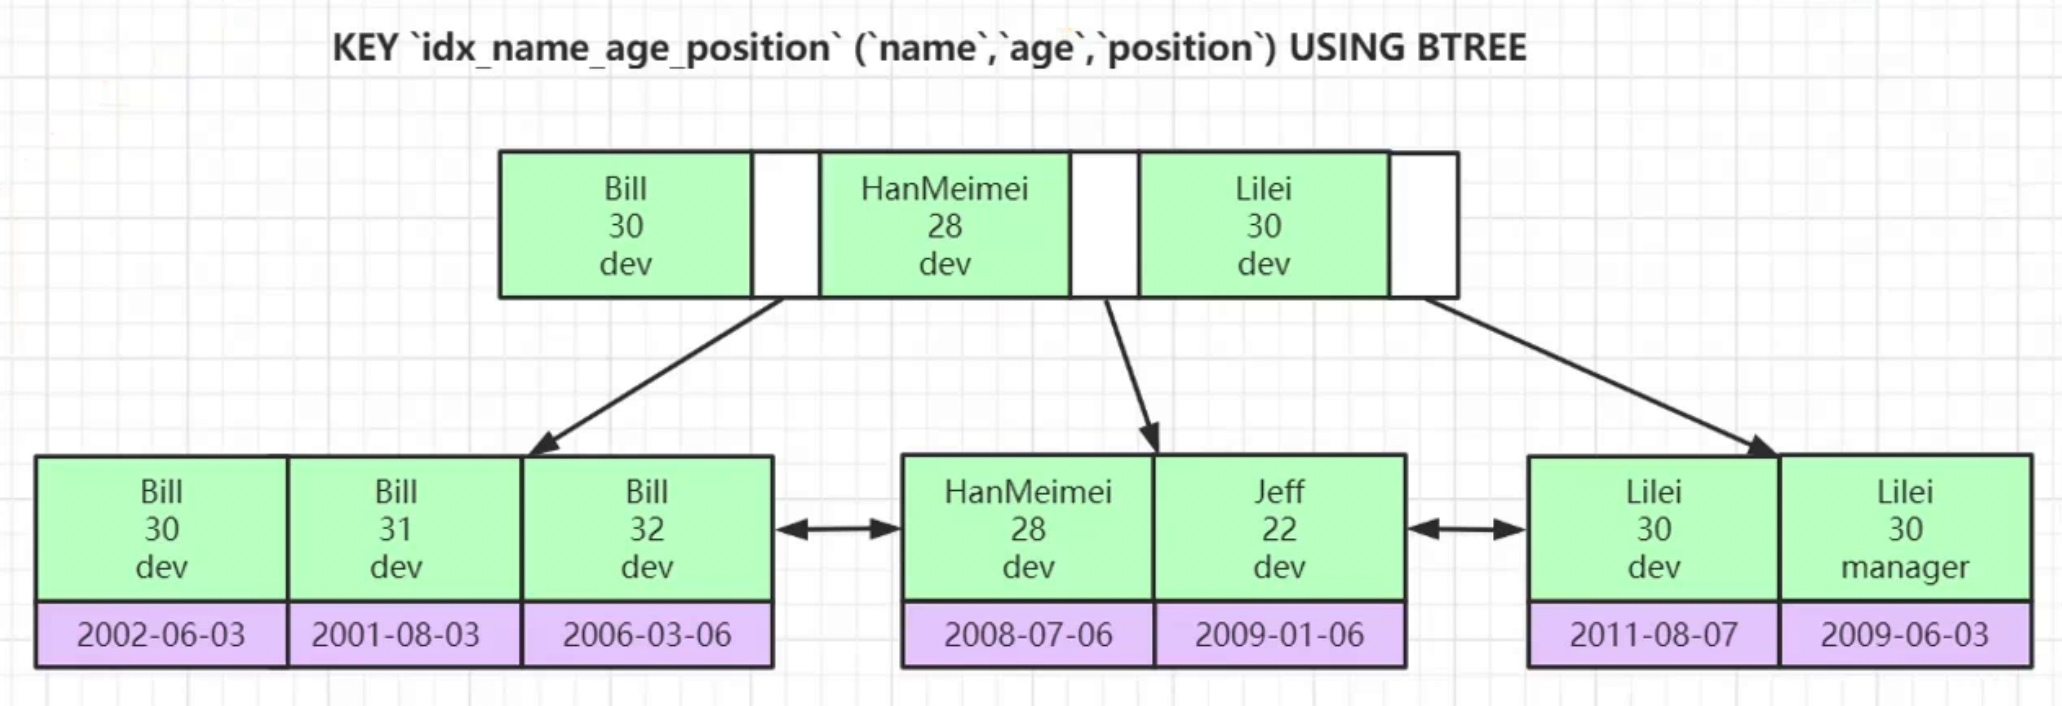 KEY `idx_name_age_position` (`name`,`age`,`position`) USING BTREE
Bill
30
dev
HanMeimei
28
dev
Lilei
30
dev
Bill
30
dev
2002-06-03
Bill
31
dev
2001-08-03
Bill
32
dev
2006-03-06
HanMeimei
28
dev
2008-07-06
Jeff
22
dev
2009-01-06
Lilei
30
dev
2011-08-07
Lilei
30
manager
2009-06-03